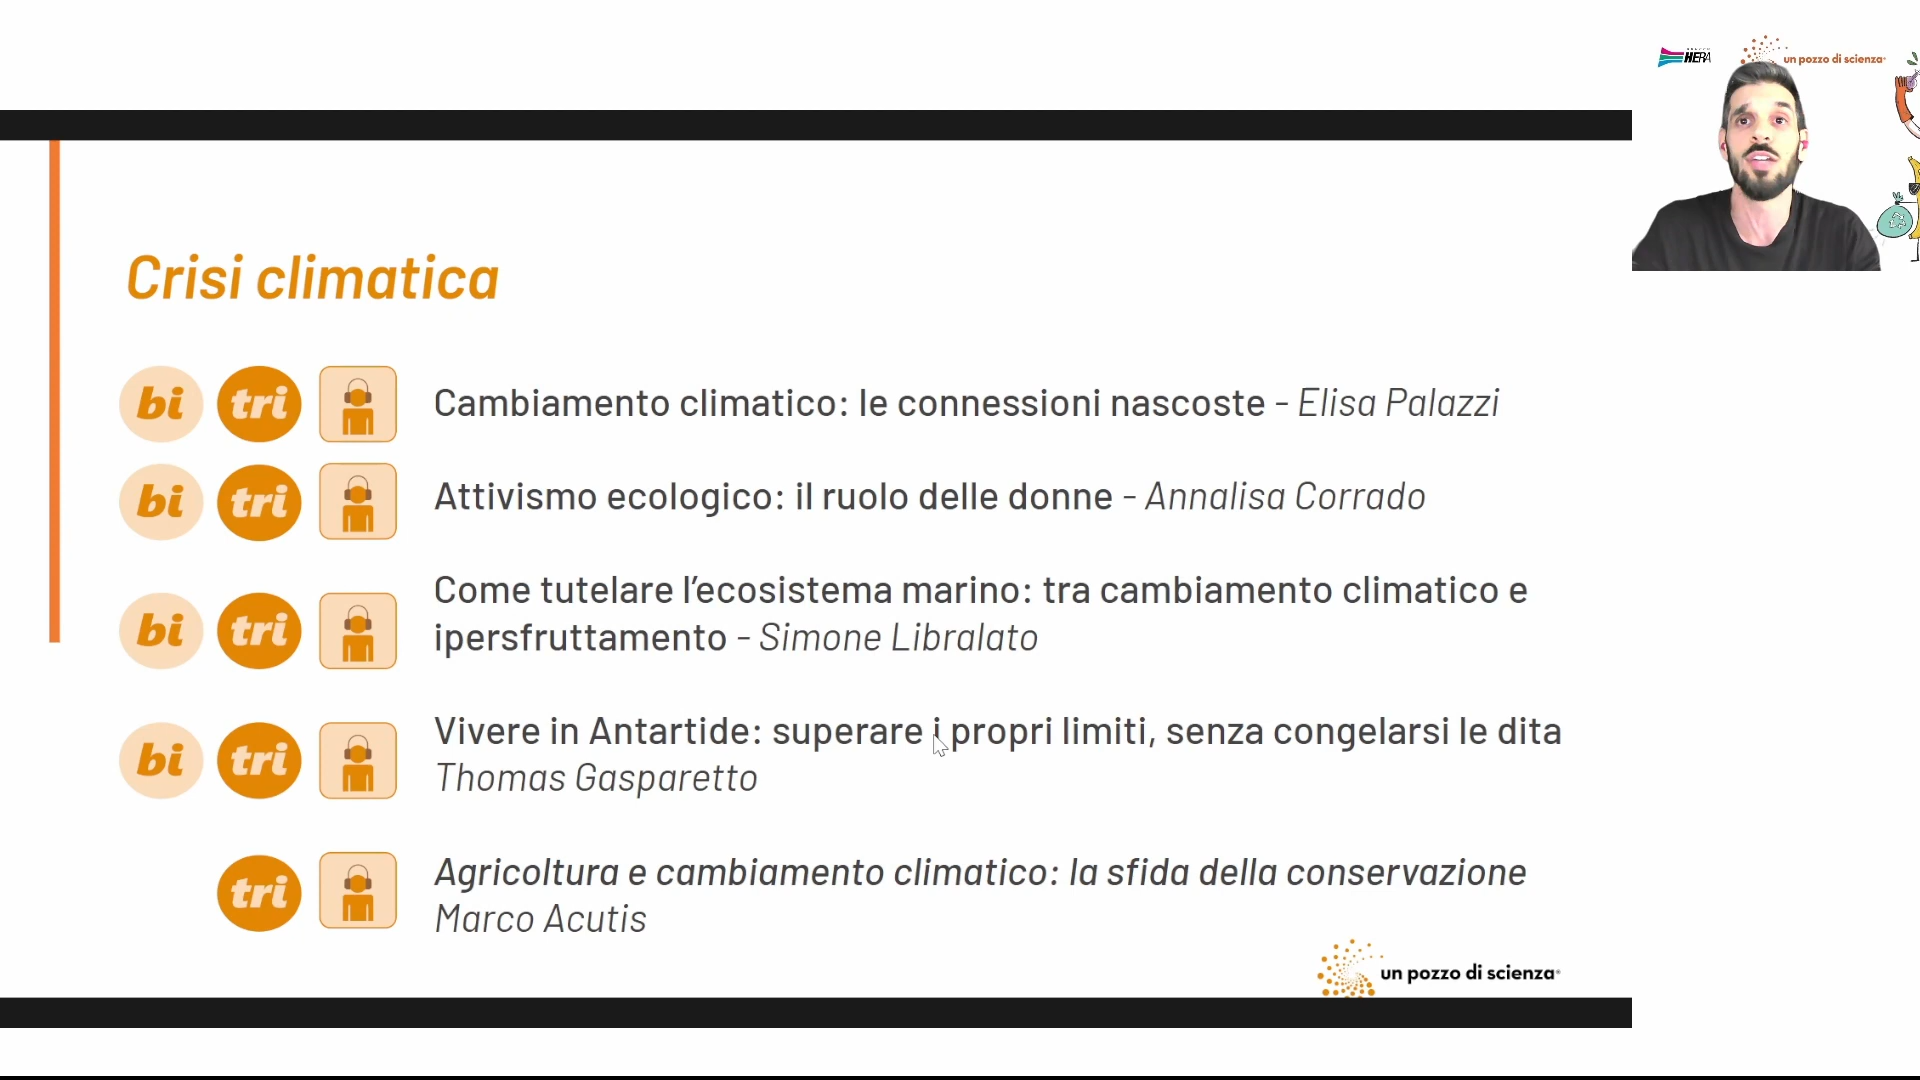 HERA
un pozzo di scienza
Crisi climatica
bi tri Cambiamento climatico: le connessioni nascoste - Elisa Palazzi
bi tri Attivismo ecologico: il ruolo delle donne - Annalisa Corrado
Come tutelare l'ecosistema marino: tra cambiamento climatico e
bi tri ipersfruttamento - Simone Libralato
Vivere in Antartide: superare i propri limiti, senza congelarsi le dita
bi tri Thomas Gasparetto
Agricoltura e cambiamento climatico: la sfida della conservazione
tri Marco Acutis
un pozzo di scienza